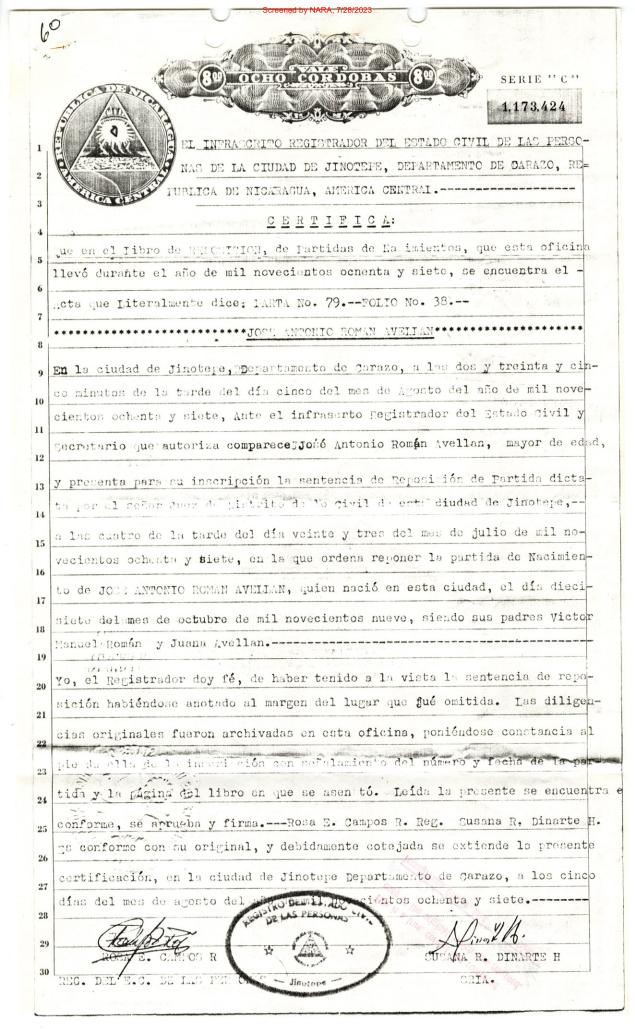 Screened by NARA, 7/28/2023
60
VALE
800 OCHO CORDOBAS 800
SERIE "C"
1.173.424
REPUBLICA DE NICARAGUA
AMERICA CENTRAL
1 EL INFRASCRITO REGISTRADOR DEL ESTADO CIVIL DE LAS PERSO-
2 NAS DE LA CIUDAD DE JINOTEPE, DEPARTAMENTO DE CARAZO, RE=
3 PUBLICA DE NICARAGUA, AMERICA CENTRAL.------------------
4 C E R T I F I C A:
5 ue en el Libro de REPOSICION, de Partidas de Na imientos, que esta oficina
6 llevó durante el año de mil novecientos ochenta y siete, se encuentra el -
7 Acta que Literalmente dice: PARTA No. 79.--FOLIO No. 38.--
8 **************************JOSE ANTONIO ROMAN AVELLAN********************
9 En la ciudad de Jinotepe, Departamento de Carazo, a las dos y treinta y cin-
10 co minutos de la tarde del día cinco del mes de Agosto del año de mil nove-
11 cientos ochenta y siete, Ante el infrascrto Registrador del Estado Civil y
12 Secretario que autoriza comparece;José Antonio Román Avellan, mayor de edad,
13 y presenta para su inscripción la sentencia de Reposición de Partida dicta-
14 ta por el señor Juez de Distrito de lo Civil de esta diudad de Jinotepe,--
15 a las cuatro de la tarde del día veinte y tres del mes de julio de mil no-
16 vecientos ochenta y siete, en la que ordena reponer la partida de Nacimien-
17 to de JOSE ANTONIO ROMAN AVELLAN, quien nació en esta ciudad, el día dieci-
18 siete del mes de octubre de mil novecientos nueve, siendo sus padres Victor
19 Manuel Román y Juana Avellan.------------------------------------
20 Yo, el Registrador doy fé, de haber tenido a la vista la sentencia de repo-
21 sición habiéndose anotado al margen del lugar que fué omitida. Las diligen-
22 cias originales fueron archivadas en esta oficina, poniéndose constancia al
23 pie de ella de la inscripción con señalamiento del número y fecha de la par-
24 tida y la página del libro en que se asentó. Leída la presente se encuentra e
25 conforme, se aprueba y firma.---Rosa E. Campos R. Reg. Susana R. Dinarte H.
26 es conforme con su original, y debidamente cotejada se extiende la presente
27 certificación, en la ciudad de Jinotepe Departamento de Carazo, a los cinco
28 días del mes de agosto del año de mil novecientos ochenta y siete.------
REGISTRO DEL ESTADO CIVIL
DE LAS PERSONAS
Jinotepe
29 ROSA E. CAMPOS R SUSANA R. DINARTE H
30 REG. DEL E.C. DE LAS PERSONAS SRIA.